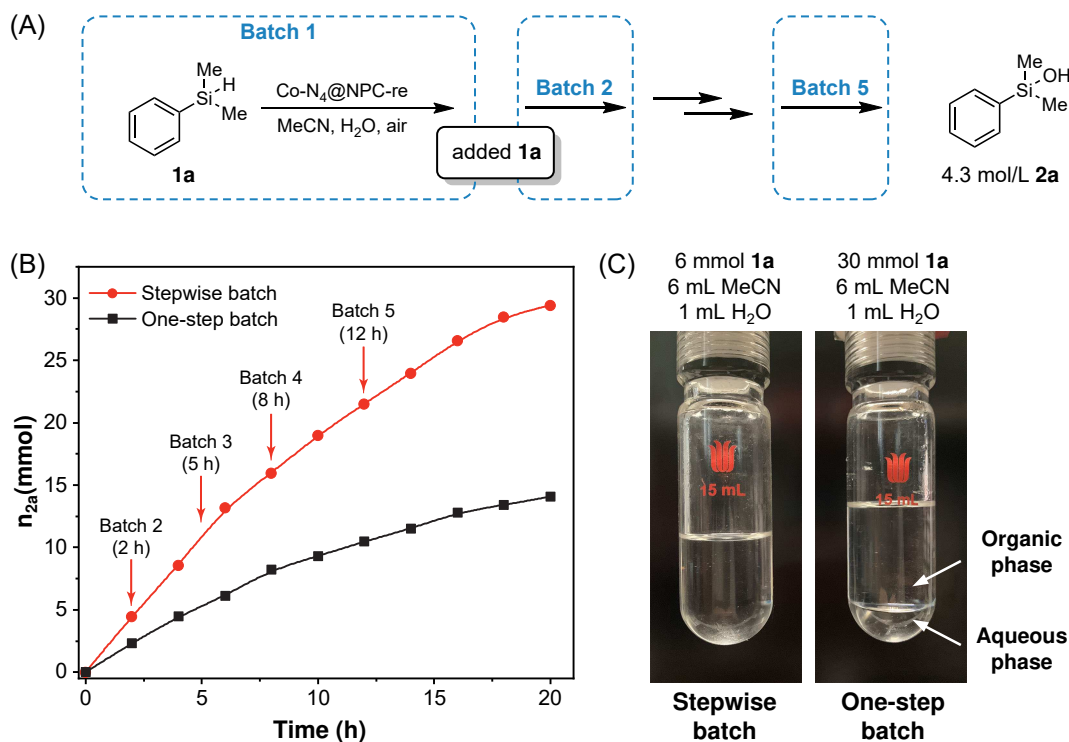 (A)
Batch 1
Me
H
Si
Me
1a
Co-N₄@NPC-re
MeCN, H₂O, air
added 1a
Batch 2
Batch 5
Me
OH
Si
Me
4.3 mol/L 2a
(B)
n₂ₐ(mmol)
30
25
20
15
10
5
0
Stepwise batch
One-step batch
Batch 2
(2 h)
Batch 3
(5 h)
Batch 4
(8 h)
Batch 5
(12 h)
0
5
10
15
20
Time (h)
(C)
6 mmol 1a
6 mL MeCN
1 mL H₂O
30 mmol 1a
6 mL MeCN
1 mL H₂O
15 mL
15 mL
Organic
phase
Aqueous
phase
Stepwise
batch
One-step
batch